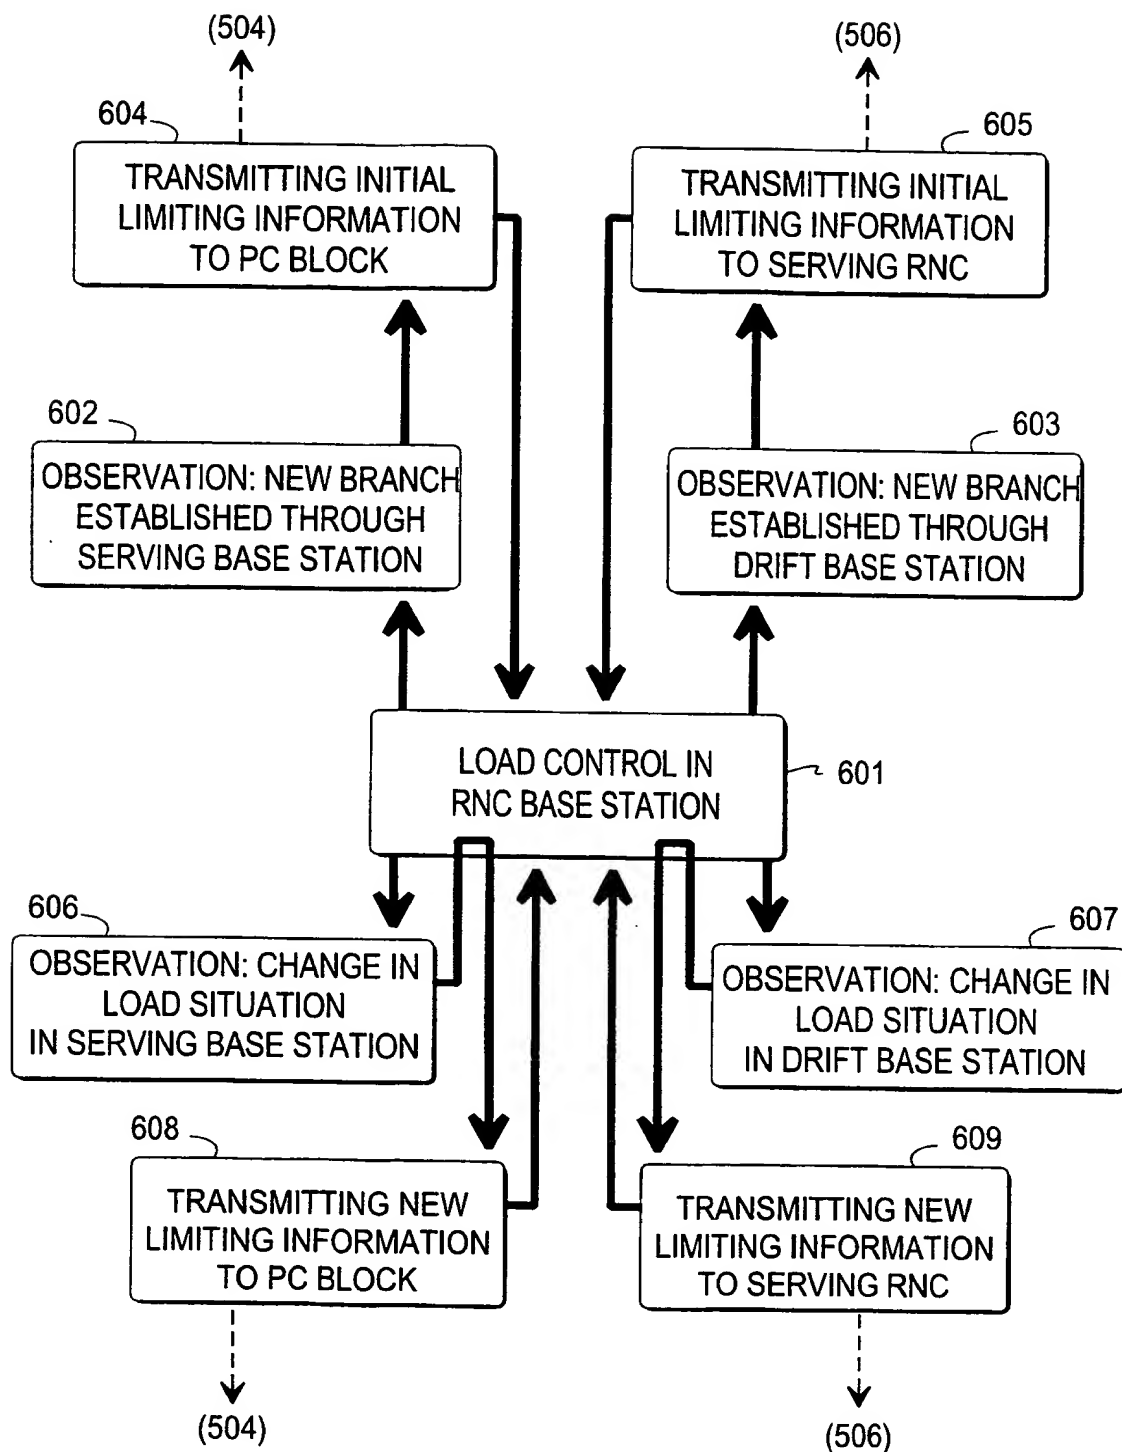 (504)
(506)
604
605
TRANSMITTING INITIAL
LIMITING INFORMATION
TO PC BLOCK
TRANSMITTING INITIAL
LIMITING INFORMATION
TO SERVING RNC
602
603
OBSERVATION: NEW BRANCH
ESTABLISHED THROUGH
SERVING BASE STATION
OBSERVATION: NEW BRANCH
ESTABLISHED THROUGH
DRIFT BASE STATION
LOAD CONTROL IN
RNC BASE STATION
601
606
607
OBSERVATION: CHANGE IN
LOAD SITUATION
IN SERVING BASE STATION
OBSERVATION: CHANGE IN
LOAD SITUATION
IN DRIFT BASE STATION
608
609
TRANSMITTING NEW
LIMITING INFORMATION
TO PC BLOCK
TRANSMITTING NEW
LIMITING INFORMATION
TO SERVING RNC
(504)
(506)